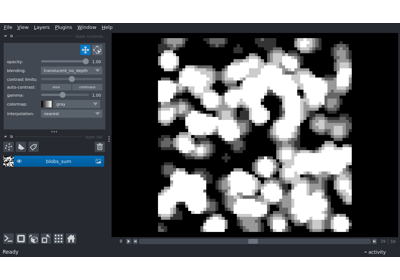 File View Layers Plugins Window Help
opacity: 1.00
blending: translucent_no_depth
contrast limits:
auto-contrast: once continuous
gamma: 1.00
colormap: gray
interpolation: nearest
blobs_sum
Ready
activity